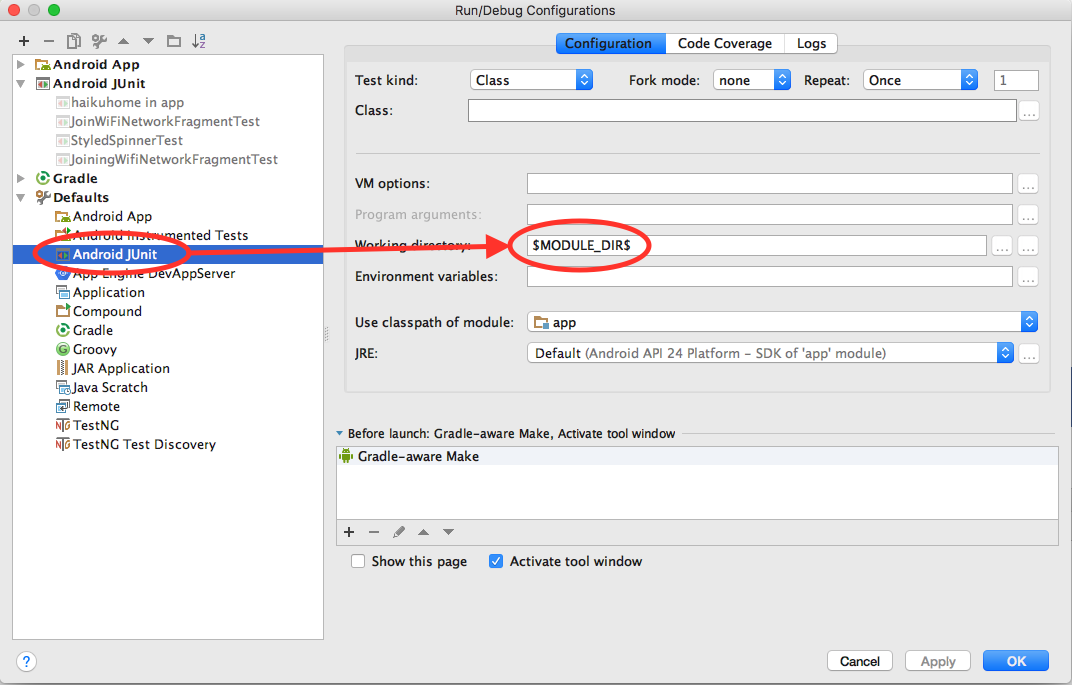 Run/Debug Configurations
Android App
Android JUnit
haikuhome in app
JoinWiFiNetworkFragmentTest
StyledSpinnerTest
JoiningWifiNetworkFragmentTest
Gradle
Defaults
Android App
Android Instrumented Tests
Android JUnit
App Engine DevAppServer
Application
Compound
Gradle
Groovy
JAR Application
Java Scratch
Remote
TestNG
TestNG Test Discovery
Configuration Code Coverage Logs
Test kind: Class Fork mode: none Repeat: Once 1
Class: ...
VM options: ...
Program arguments: ...
Working directory: $MODULE_DIR$ ... ...
Environment variables: ...
Use classpath of module: app
JRE: Default (Android API 24 Platform – SDK of 'app' module) ...
Before launch: Gradle-aware Make, Activate tool window
Gradle-aware Make
Show this page Activate tool window
? Cancel Apply OK